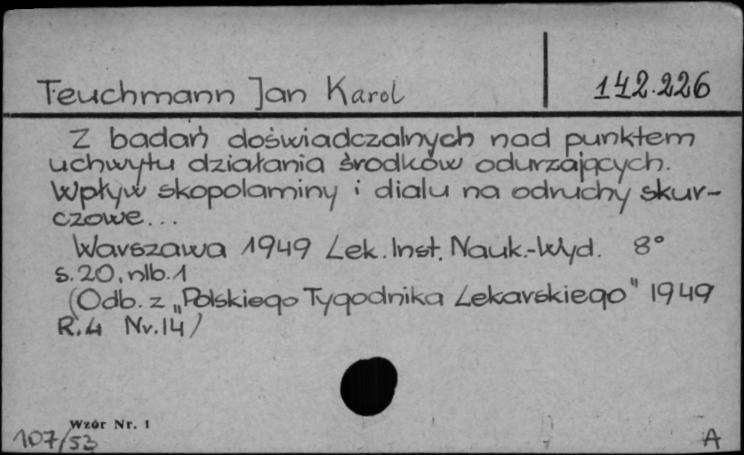 Teuchmann Jan Karol
142.226
Z badań doświadczalnych nad punktem
uchwytu działania środków odurzających.
Wpływ skopolaminy i dialu na odruchy skur-
czowe...
Warszawa 1949 Lek. Inst. Nauk.-Wyd. 8°
s. 20, nlb. 1
(Odb. z „Polskiego Tygodnika Lekarskiego" 1949
R. 4 Nr. 14)
Wzór Nr. 1
107/53
A